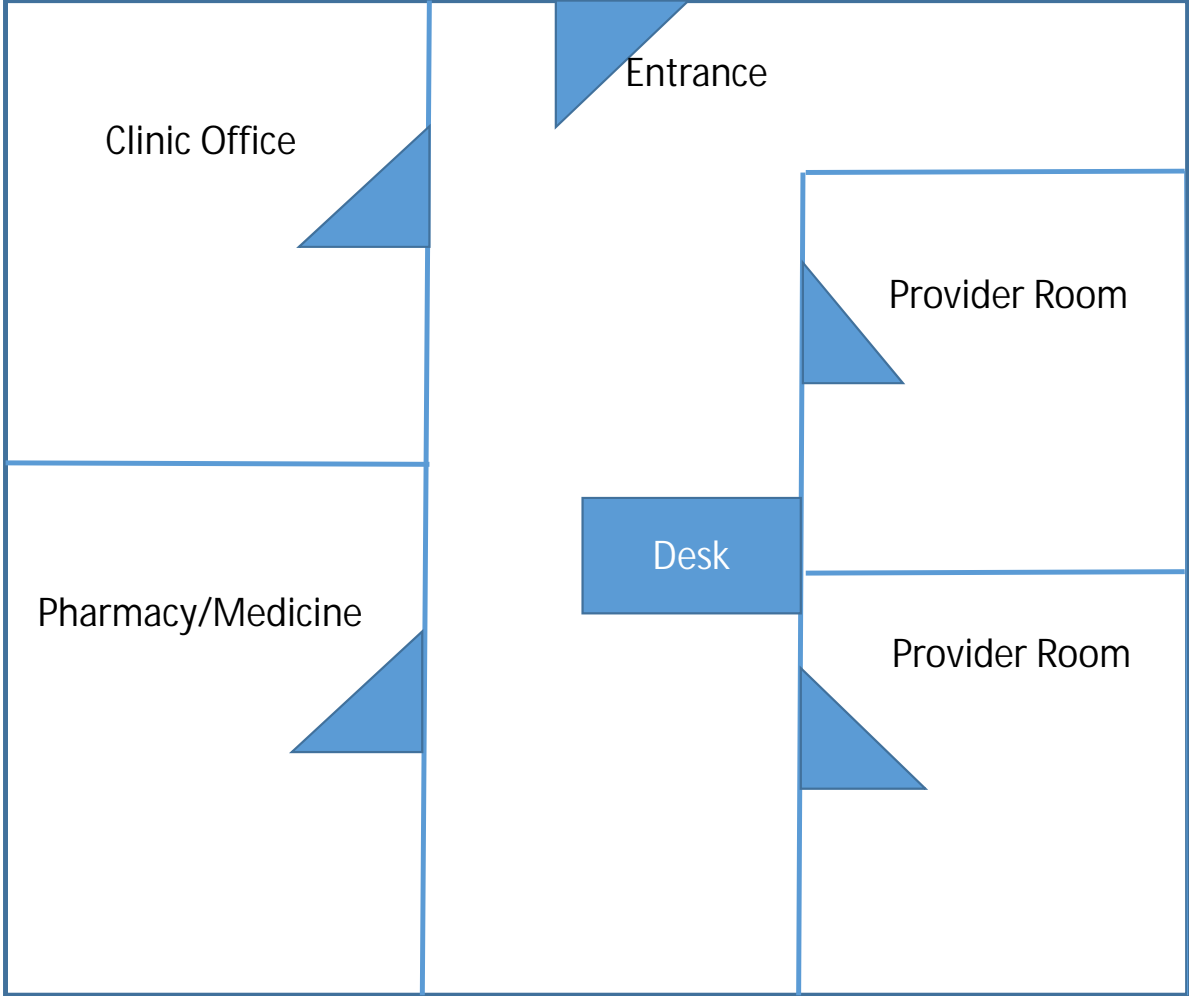 Entrance
Clinic Office
Provider Room
Desk
Pharmacy/Medicine
Provider Room